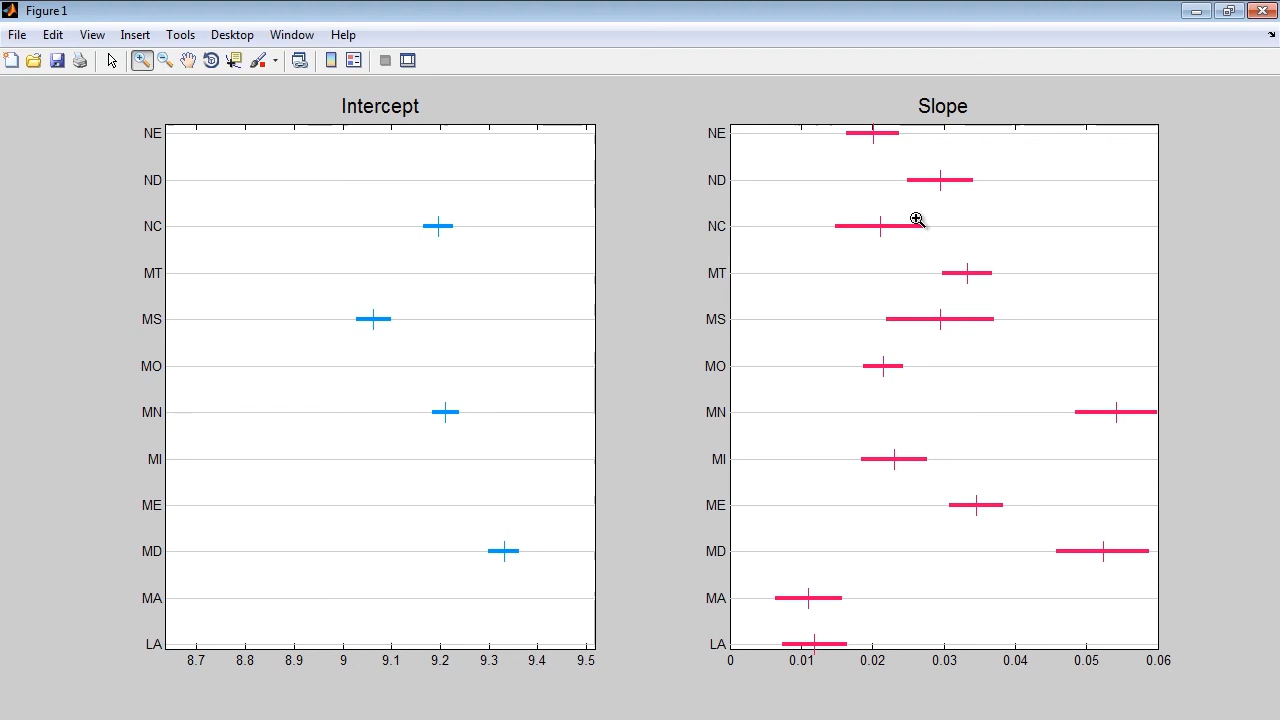 Figure 1
File Edit View Insert Tools Desktop Window Help
Intercept
NE
ND
NC
MT
MS
MO
MN
MI
ME
MD
MA
LA
8.7 8.8 8.9 9 9.1 9.2 9.3 9.4 9.5
Slope
NE
ND
NC
MT
MS
MO
MN
MI
ME
MD
MA
LA
0 0.01 0.02 0.03 0.04 0.05 0.06